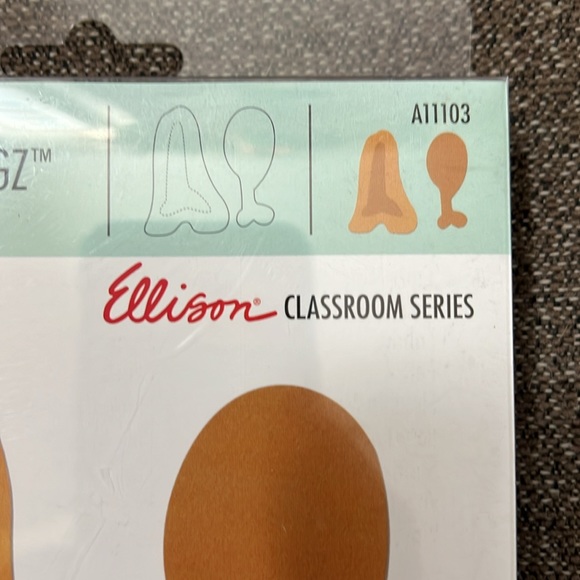 A11103
GZ™
Ellison® CLASSROOM SERIES